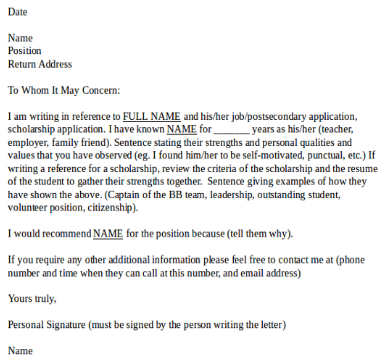 Date
Name
Position
Return Address
To Whom It May Concern:
I am writing in reference to FULL NAME and his/her job/postsecondary application,
scholarship application. I have known NAME for _______ years as his/her (teacher,
employer, family friend). Sentence stating their strengths and personal qualities and
values that you have observed (eg. I found him/her to be self-motivated, punctual, etc.) If
writing a reference for a scholarship, review the criteria of the scholarship and the resume
of the student to gather their strengths together. Sentence giving examples of how they
have shown the above. (Captain of the BB team, leadership, outstanding student,
volunteer position, citizenship).
I would recommend NAME for the position because (tell them why).
If you require any other additional information please feel free to contact me at (phone
number and time when they can call at this number, and email address)
Yours truly,
Personal Signature (must be signed by the person writing the letter)
Name